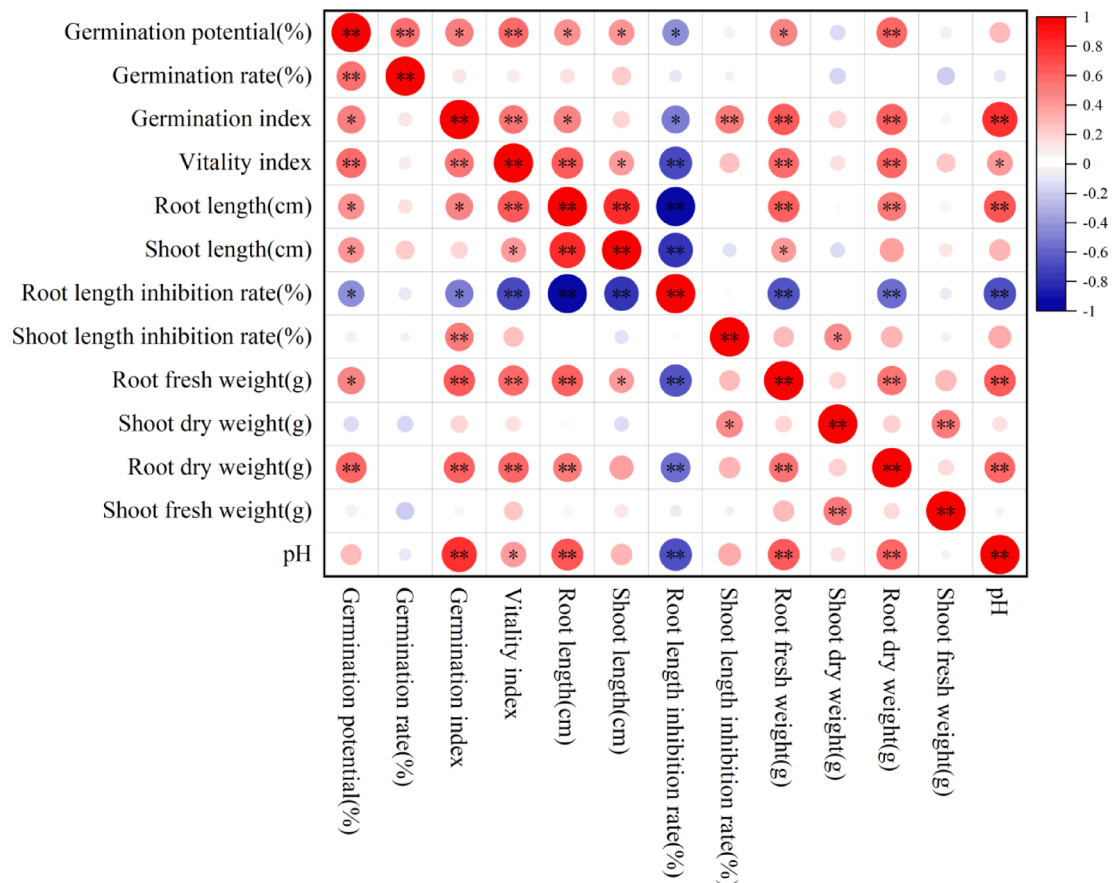 Germination potential(%) ** ** * ** * * * * **
Germination rate(%) ** **
Germination index * ** ** * * ** ** ** **
Vitality index ** ** ** ** * ** ** ** *
Root length(cm) * * ** ** ** ** ** ** **
Shoot length(cm) * * ** ** ** *
Root length inhibition rate(%) * * ** ** ** ** ** ** **
Shoot length inhibition rate(%) ** ** *
Root fresh weight(g) * ** ** ** * ** ** ** **
Shoot dry weight(g) * ** **
Root dry weight(g) ** ** ** ** ** ** ** **
Shoot fresh weight(g) ** **
pH ** * ** ** ** ** **
Germination potential(%)
Germination rate(%)
Germination index
Vitality index
Root length(cm)
Shoot length(cm)
Root length inhibition rate(%)
Shoot length inhibition rate(%)
Root fresh weight(g)
Shoot dry weight(g)
Root dry weight(g)
Shoot fresh weight(g)
pH
1
0.8
0.6
0.4
0.2
0
-0.2
-0.4
-0.6
-0.8
-1